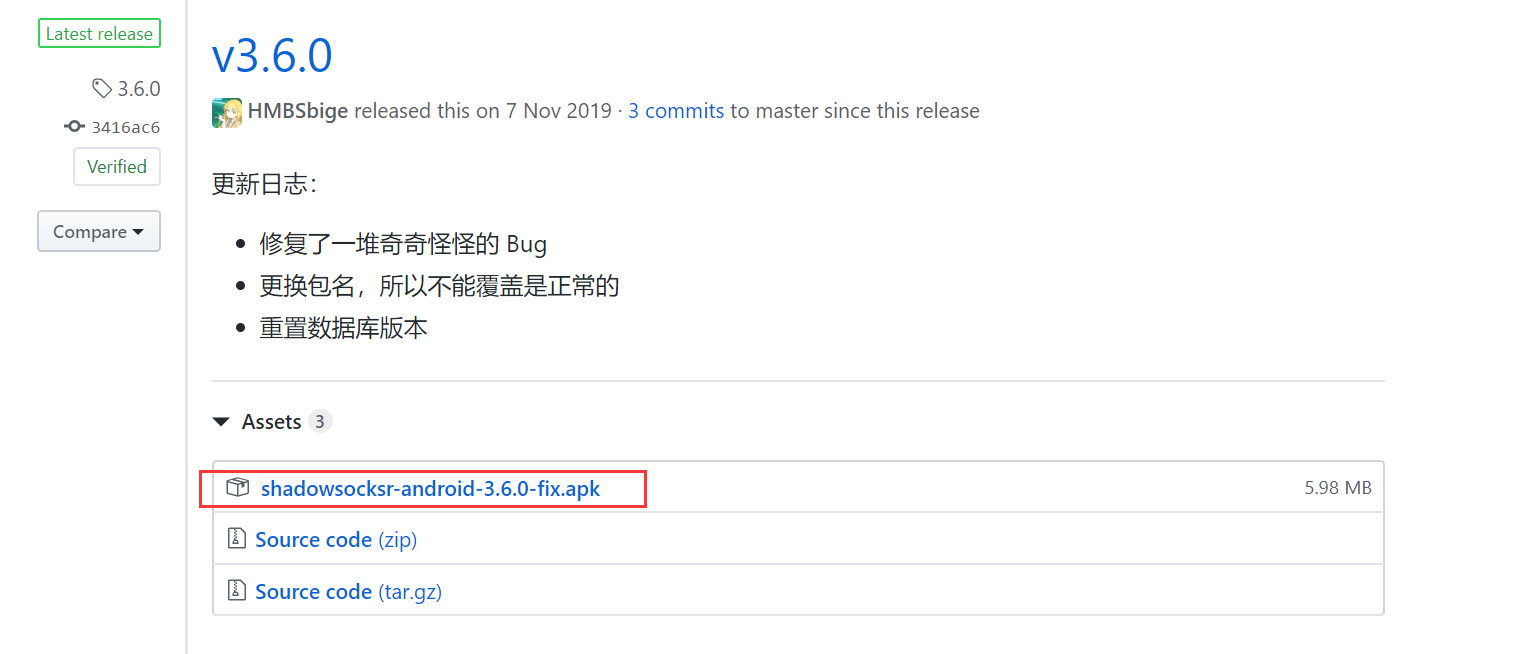 Latest release
3.6.0
3416ac6
Verified
Compare
v3.6.0
HMBSbige released this on 7 Nov 2019 · 3 commits to master since this release
更新日志：
修复了一堆奇奇怪怪的 Bug
更换包名，所以不能覆盖是正常的
重置数据库版本
Assets 3
shadowsocksr-android-3.6.0-fix.apk 5.98 MB
Source code (zip)
Source code (tar.gz)